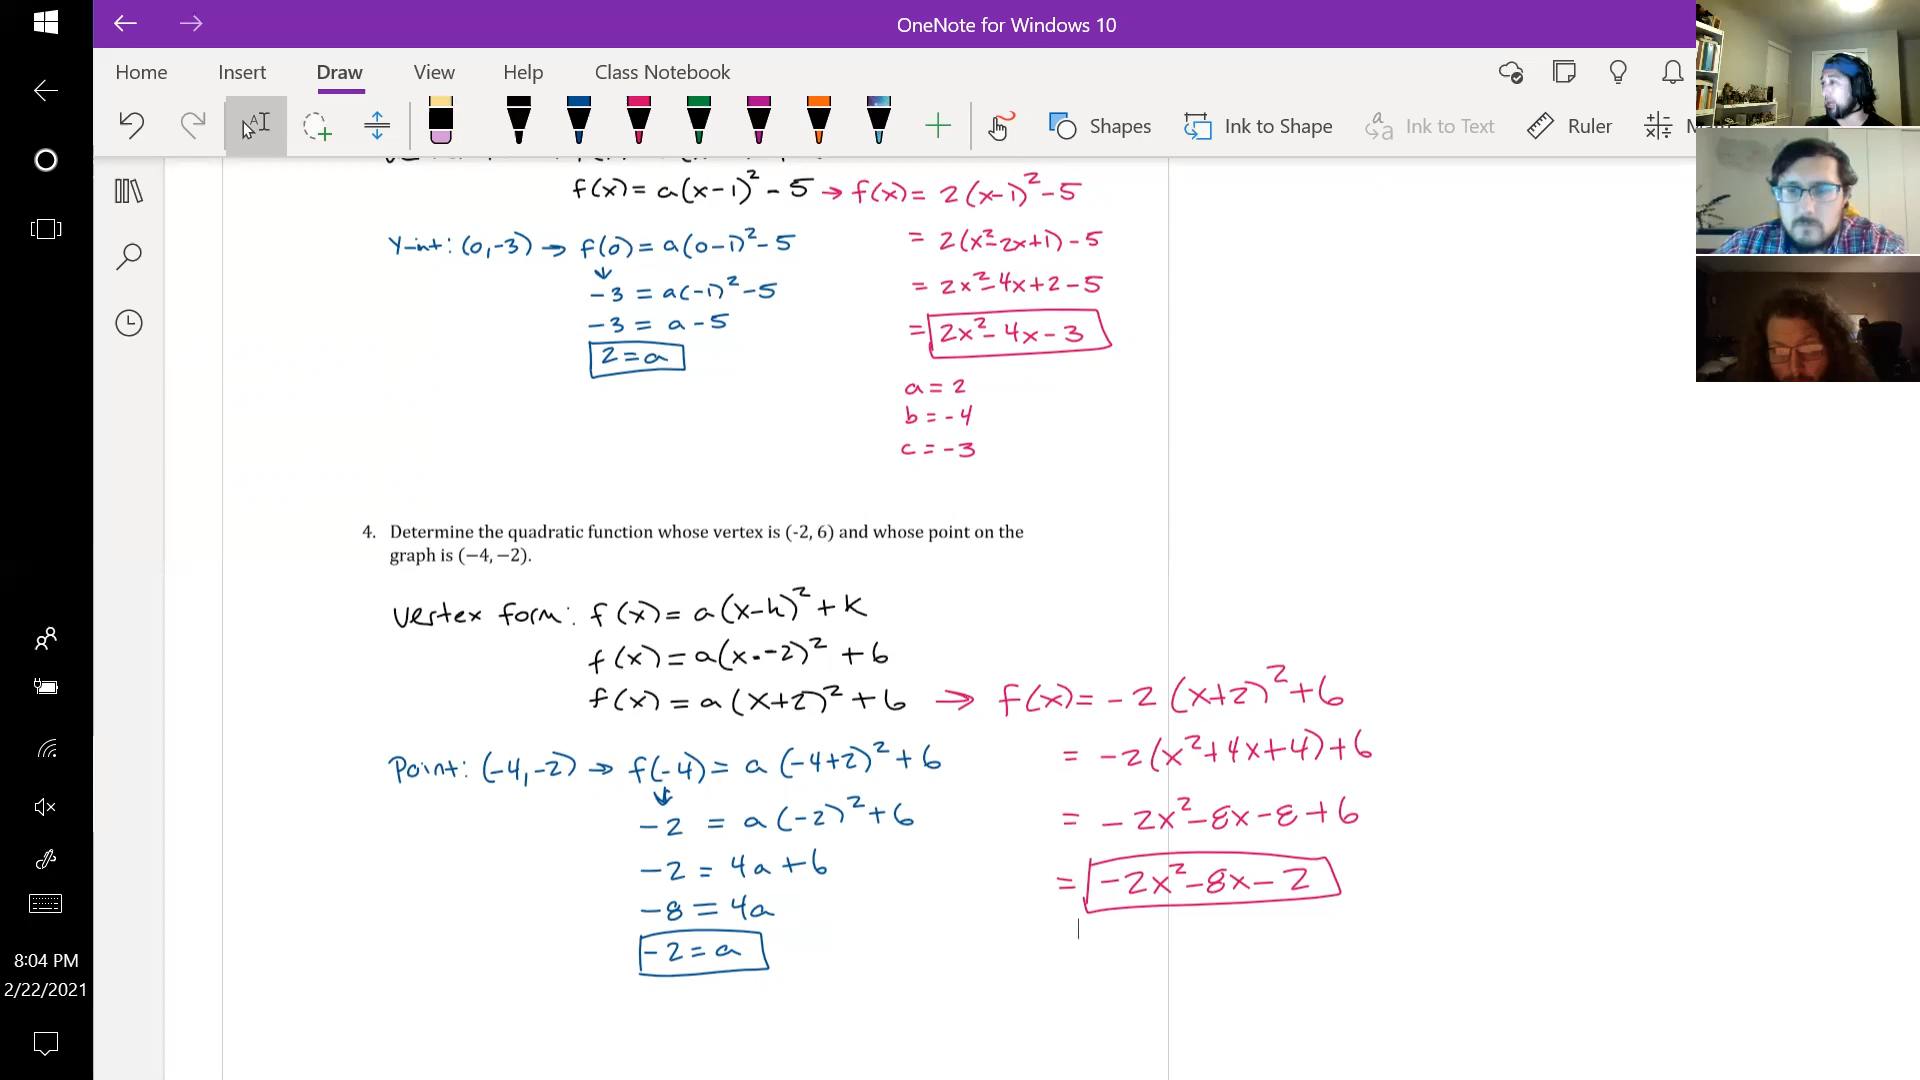 OneNote for Windows 10
Home Insert Draw View Help Class Notebook
Shapes Ink to Shape Ink to Text Ruler
f(x) = a(x-1)² - 5 → f(x) = 2(x-1)² - 5
= 2(x²-2x+1) - 5
Y-int: (0,-3) → f(0) = a(0-1)² - 5
↓
-3 = a(-1)² - 5
= 2x²-4x+2-5
-3 = a - 5
= 2x²-4x-3
2 = a
a = 2
b = -4
c = -3
4. Determine the quadratic function whose vertex is (-2, 6) and whose point on the
graph is (−4, −2).
Vertex form: f(x) = a(x-h)² + k
f(x) = a(x--2)² + 6
f(x) = a(x+2)² + 6 → f(x) = -2(x+2)² + 6
= -2(x²+4x+4)+6
Point: (-4,-2) → f(-4) = a(-4+2)² + 6
↓
-2 = a(-2)² + 6
= -2x²-8x-8+6
-2 = 4a+6
= -2x²-8x-2
-8 = 4a
-2 = a
8:04 PM
2/22/2021